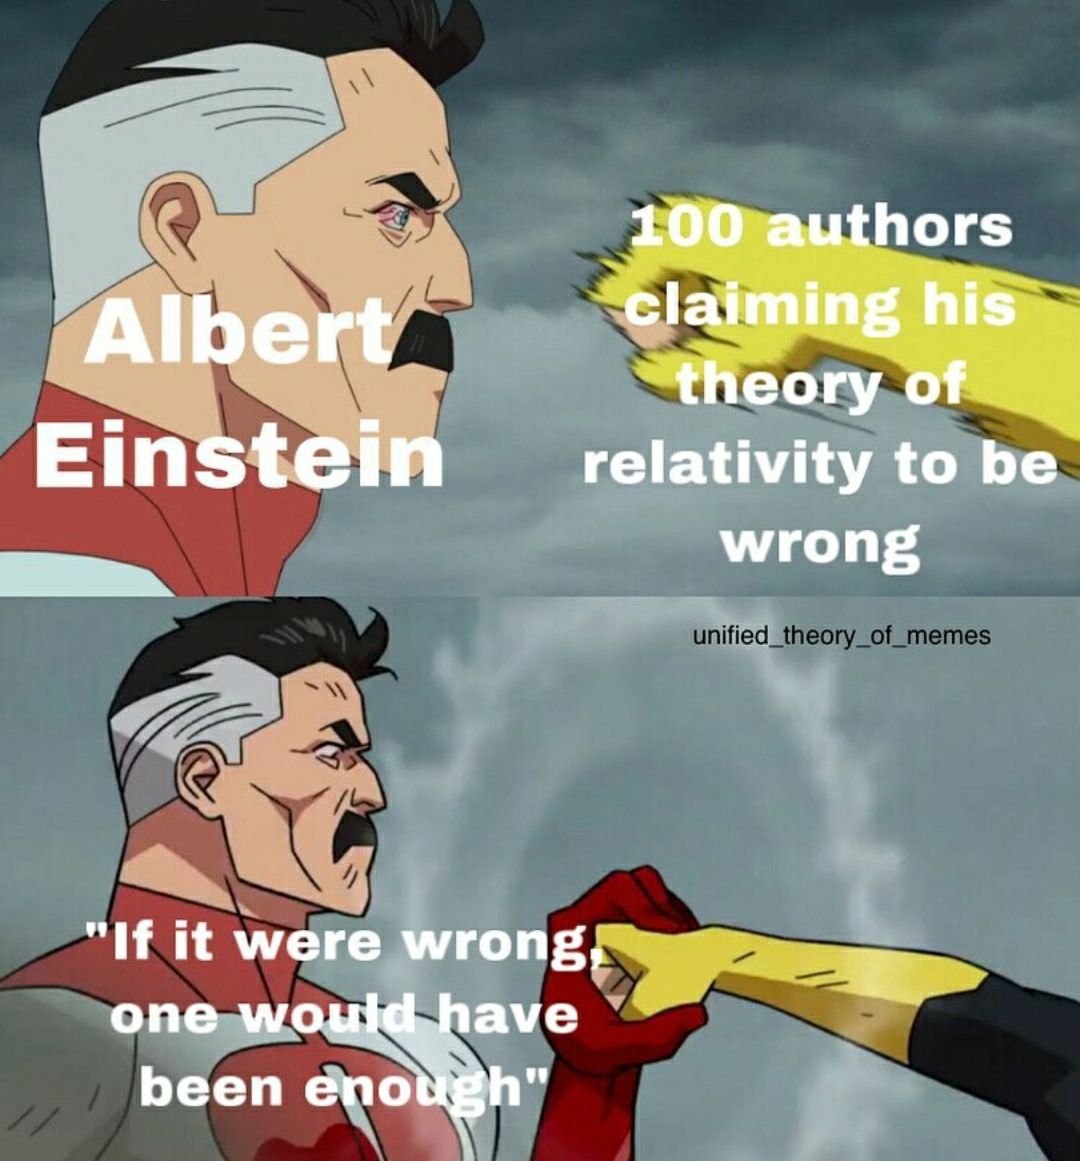 100 authors
claiming his
theory of
relativity to be
wrong
Albert
Einstein
unified_theory_of_memes
"If it were wrong,
one would have
been enough"